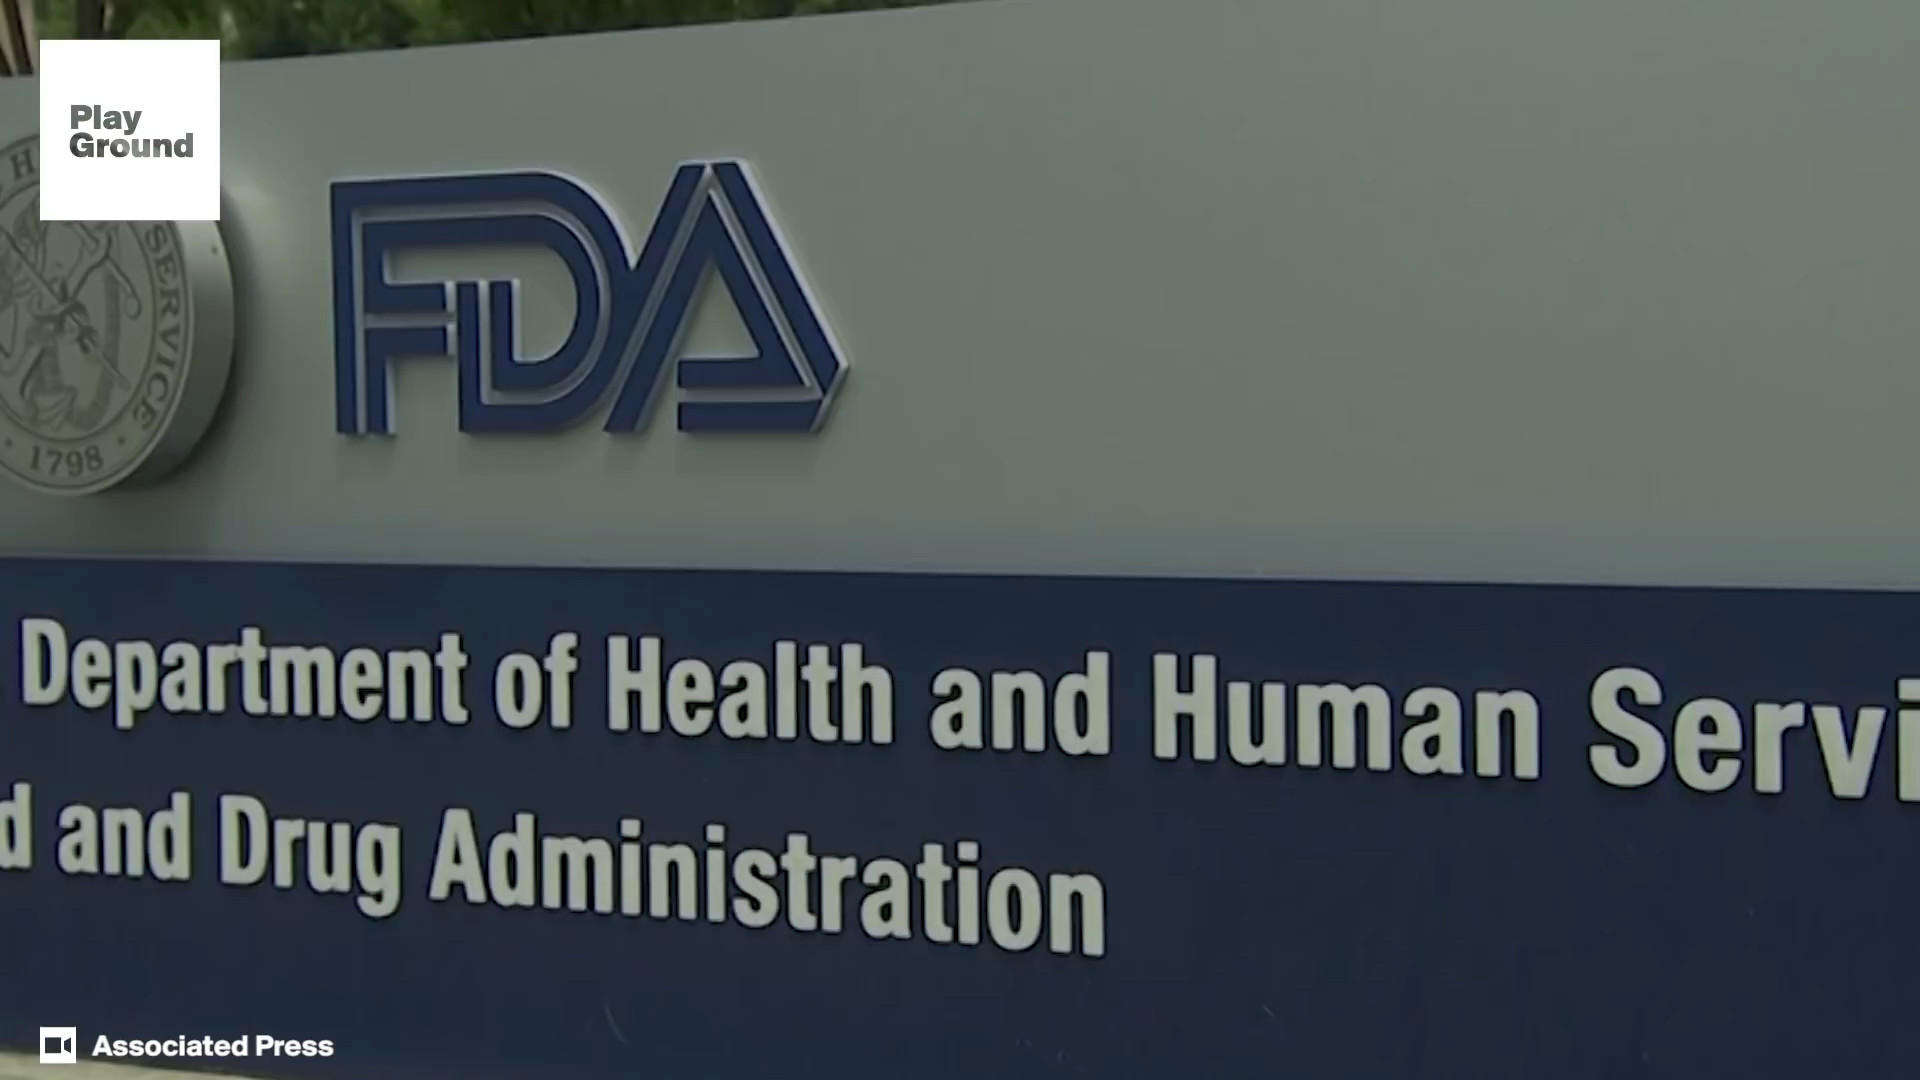 Play
Ground
H
SERVICE
1798
FDA
Department of Health and Human Servi
d and Drug Administration
Associated Press